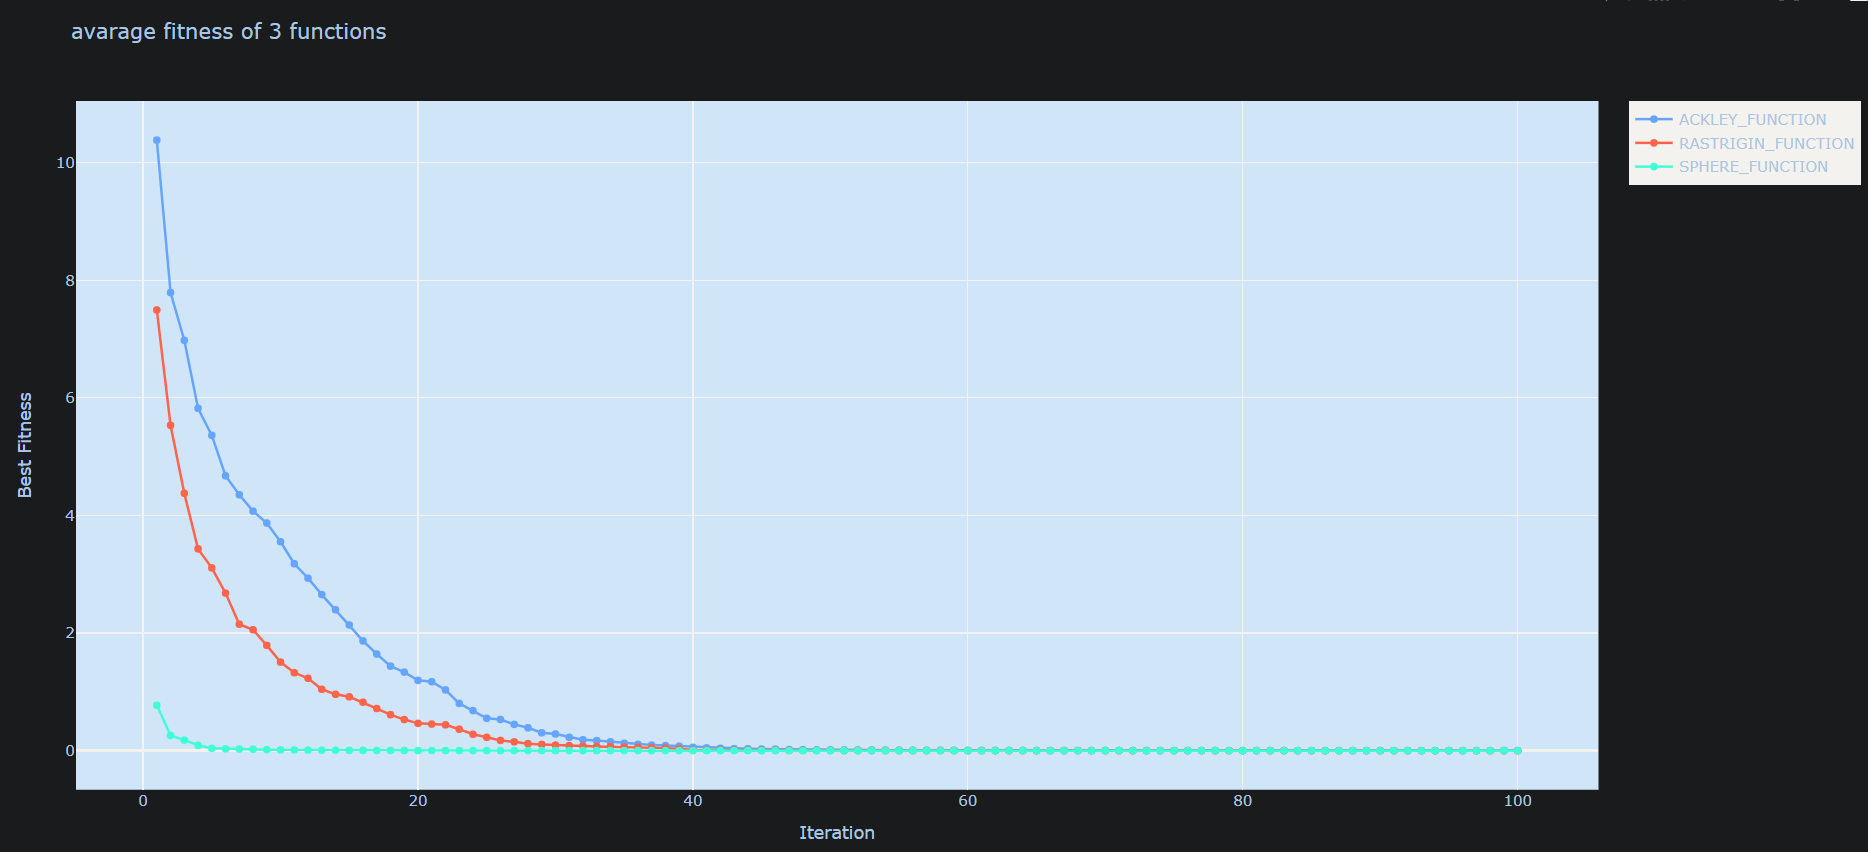 avarage fitness of 3 functions
ACKLEY_FUNCTION
RASTRIGIN_FUNCTION
SPHERE_FUNCTION
10
8
6
4
2
0
Best Fitness
0 20 40 60 80 100
Iteration